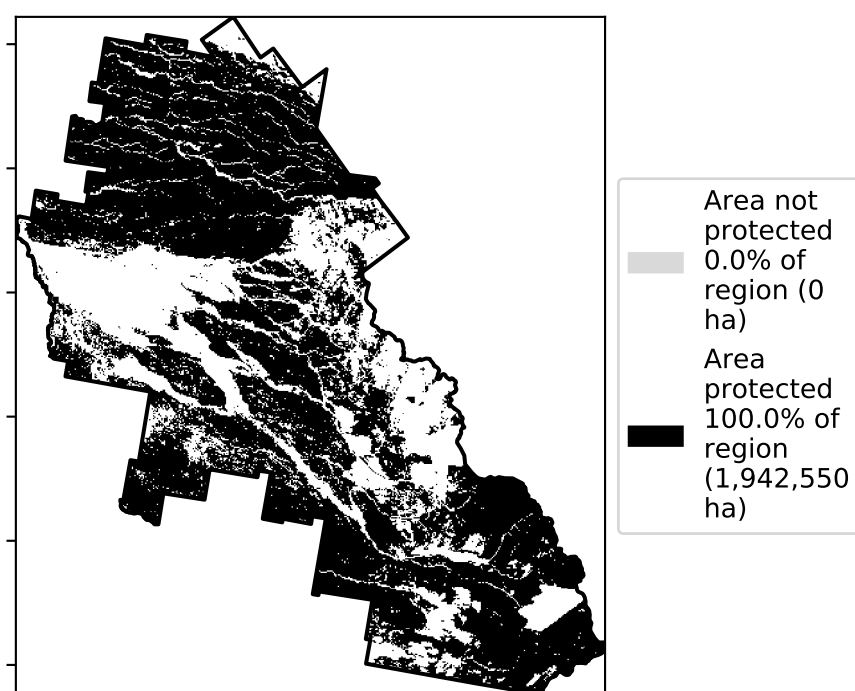 Area not
protected
0.0% of
region (0
ha)
Area
protected
100.0% of
region
(1,942,550
ha)